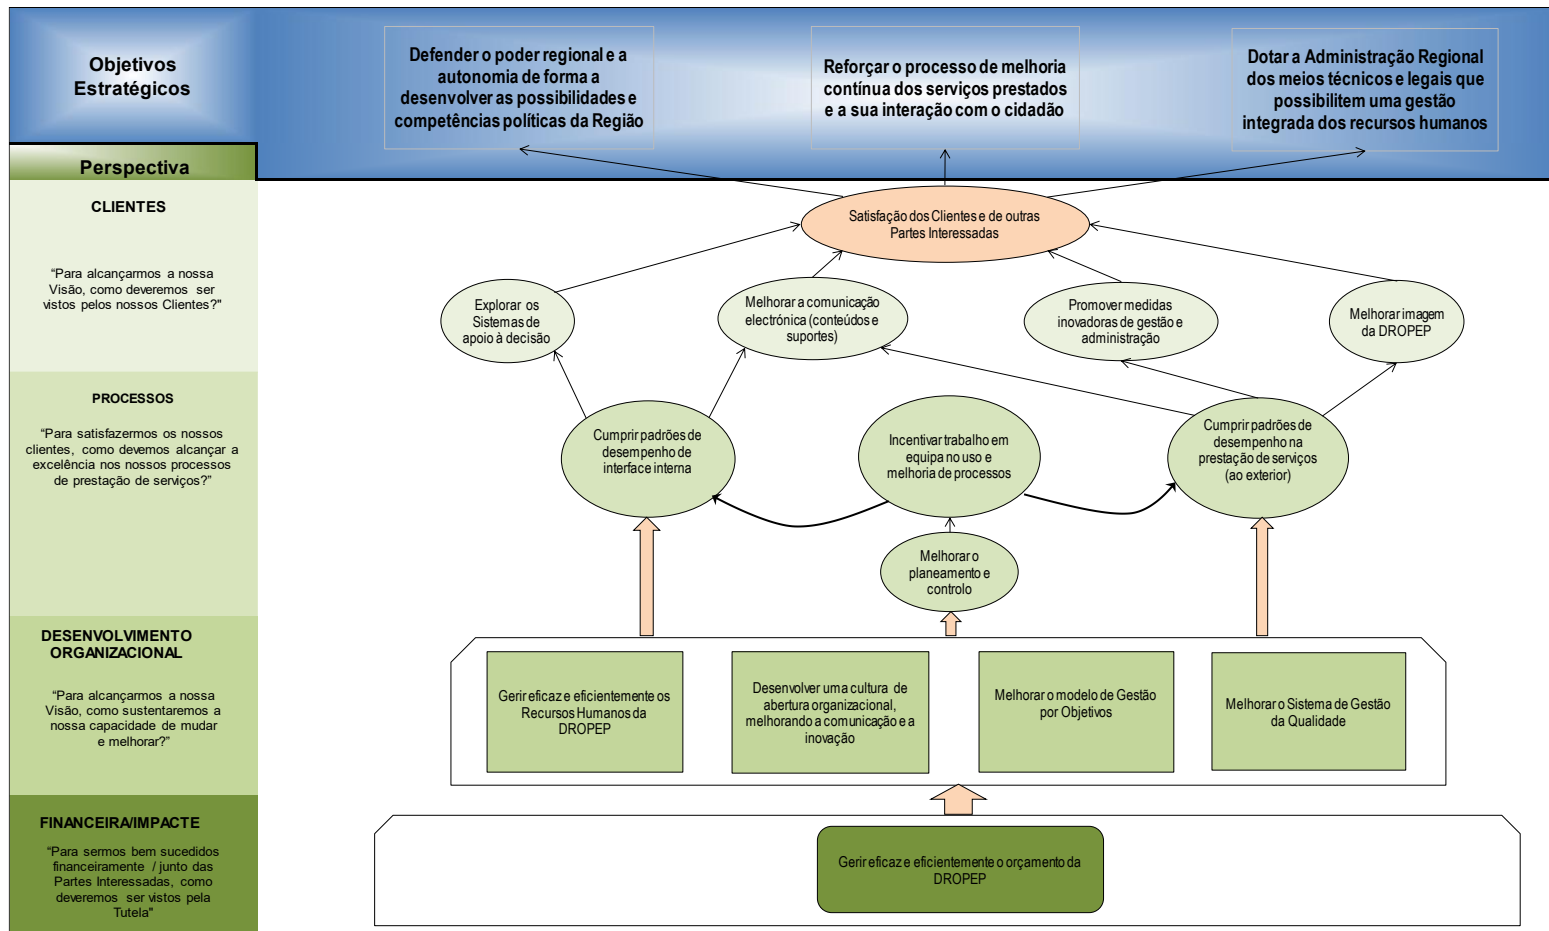 Objetivos
Estratégicos
Defender o poder regional e a
autonomia de forma a
desenvolver as possibilidades e
competências políticas da Região
Reforçar o processo de melhoria
contínua dos serviços prestados
e a sua interação com o cidadão
Dotar a Administração Regional
dos meios técnicos e legais que
possibilitem uma gestão
integrada dos recursos humanos
Perspectiva
CLIENTES
“Para alcançarmos a nossa
Visão, como deveremos ser
vistos pelos nossos Clientes?"
Satisfação dos Clientes e de outras
Partes Interessadas
Explorar os
Sistemas de
apoio à decisão
Melhorar a comunicação
electrónica (conteúdos e
suportes)
Promover medidas
inovadoras de gestão e
administração
Melhorar imagem
da DROPEP
PROCESSOS
“Para satisfazermos os nossos
clientes, como devemos alcançar a
excelência nos nossos processos
de prestação de serviços?”
Cumprir padrões de
desempenho de
interface interna
Incentivar trabalho em
equipa no uso e
melhoria de processos
Cumprir padrões de
desempenho na
prestação de serviços
(ao exterior)
Melhorar o
planeamento e
controlo
DESENVOLVIMENTO
ORGANIZACIONAL
“Para alcançarmos a nossa
Visão, como sustentaremos a
nossa capacidade de mudar
e melhorar?”
Gerir eficaz e eficientemente os
Recursos Humanos da
DROPEP
Desenvolver uma cultura de
abertura organizacional,
melhorando a comunicação e a
inovação
Melhorar o modelo de Gestão
por Objetivos
Melhorar o Sistema de Gestão
da Qualidade
FINANCEIRA/IMPACTE
“Para sermos bem sucedidos
financeiramente / junto das
Partes Interessadas, como
deveremos ser vistos pela
Tutela"
Gerir eficaz e eficientemente o orçamento da
DROPEP